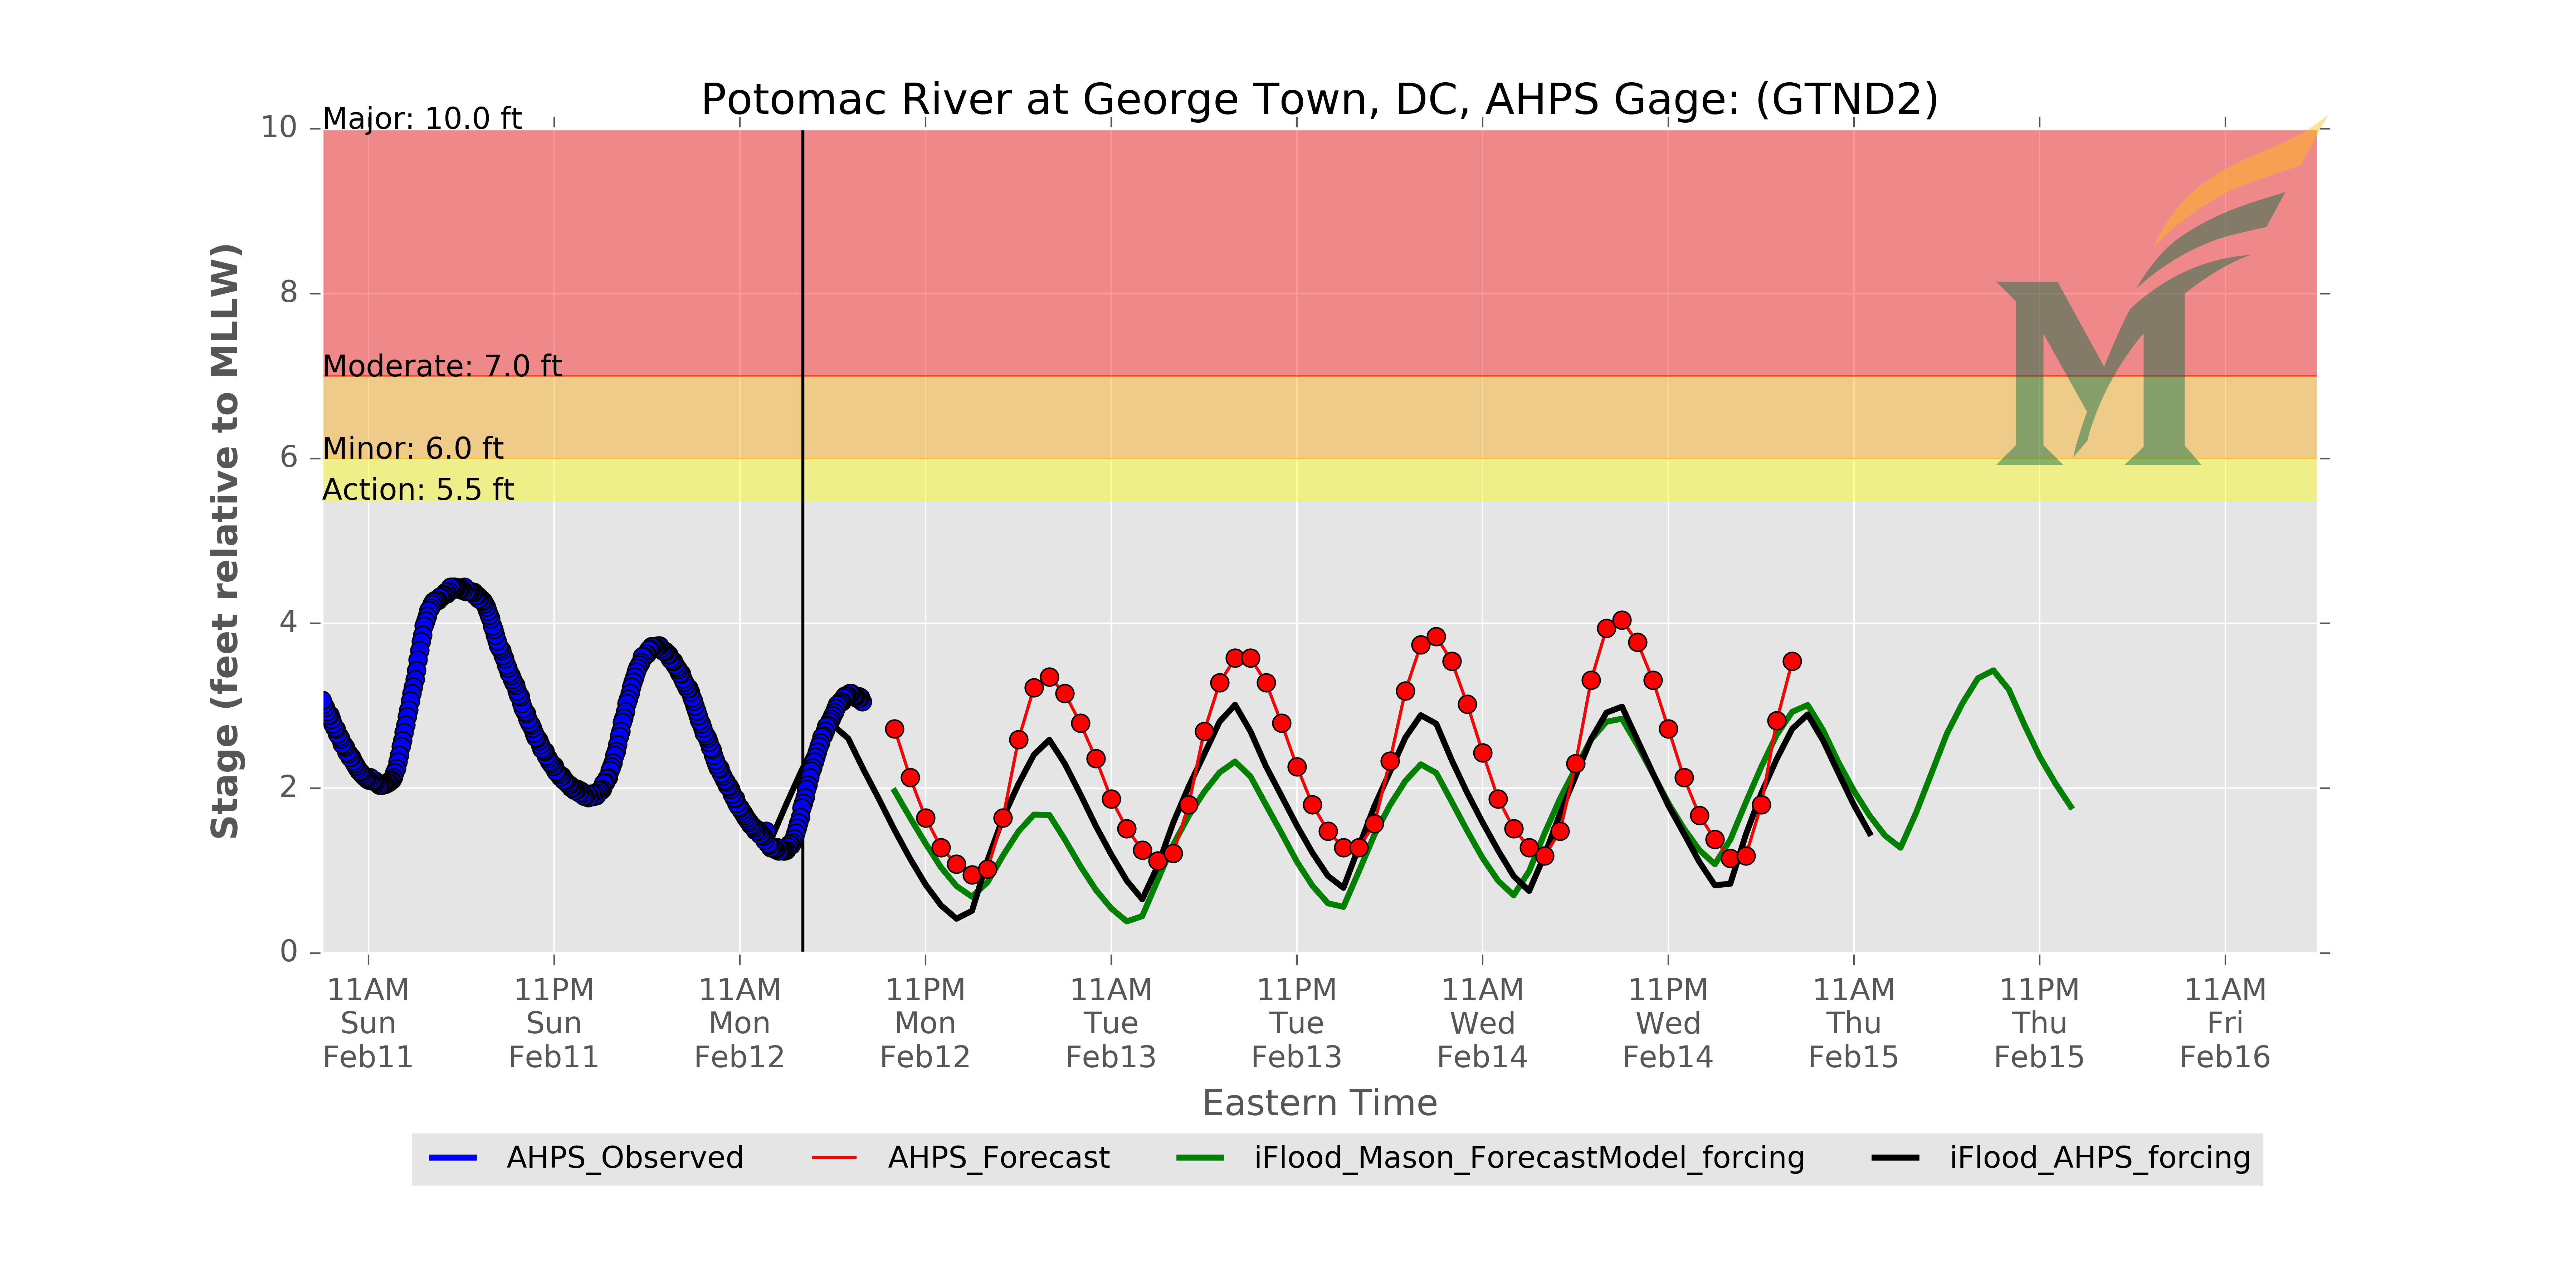 Potomac River at George Town, DC, AHPS Gage: (GTND2)
Major: 10.0 ft
Moderate: 7.0 ft
Minor: 6.0 ft
Action: 5.5 ft
Stage (feet relative to MLLW)
10
8
6
4
2
0
11AM Sun Feb11
11PM Sun Feb11
11AM Mon Feb12
11PM Mon Feb12
11AM Tue Feb13
11PM Tue Feb13
11AM Wed Feb14
11PM Wed Feb14
11AM Thu Feb15
11PM Thu Feb15
11AM Fri Feb16
Eastern Time
AHPS_Observed
AHPS_Forecast
iFlood_Mason_ForecastModel_forcing
iFlood_AHPS_forcing
M